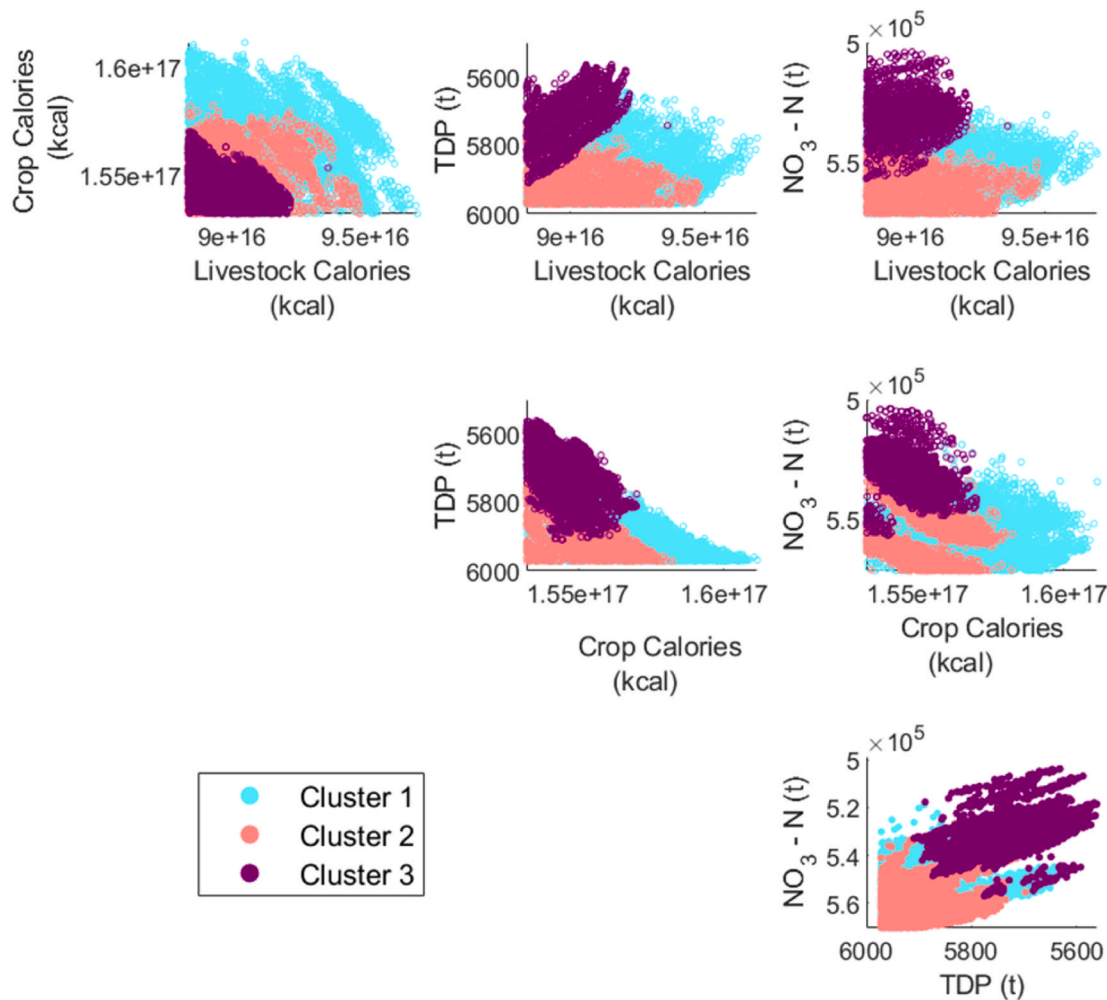 Crop Calories
(kcal)
1.6e+17
1.55e+17
9e+16
9.5e+16
Livestock Calories
(kcal)
TDP (t)
5600
5800
6000
9e+16
9.5e+16
Livestock Calories
(kcal)
NO3 - N (t)
× 10^5
5
5.5
9e+16
9.5e+16
Livestock Calories
(kcal)
TDP (t)
5600
5800
6000
1.55e+17
1.6e+17
Crop Calories
(kcal)
NO3 - N (t)
× 10^5
5
5.5
1.55e+17
1.6e+17
Crop Calories
(kcal)
Cluster 1
Cluster 2
Cluster 3
NO3 - N (t)
× 10^5
5
5.2
5.4
5.6
6000
5800
5600
TDP (t)